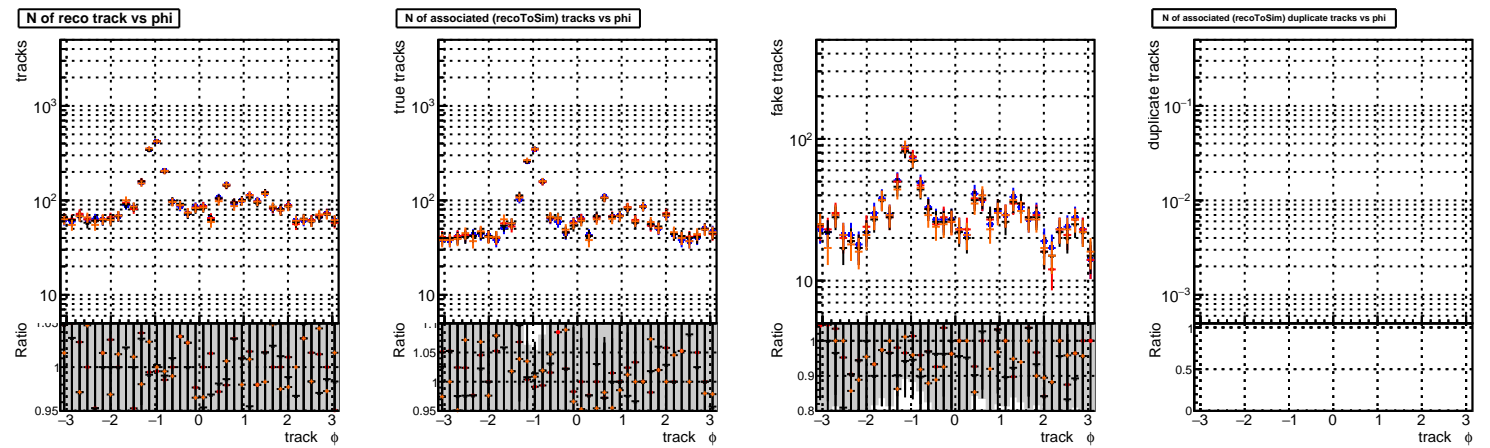 N of reco track vs phi
tracks
10³
10²
10
Ratio
1.05
1
0.95
−3 −2 −1 0 1 2 3
track ϕ
N of associated (recoToSim) tracks vs phi
true tracks
10³
10²
10
Ratio
1.1
1.05
1
0.95
−3 −2 −1 0 1 2 3
track ϕ
fake tracks
10²
10
Ratio
1
0.9
0.8
−3 −2 −1 0 1 2 3
track ϕ
N of associated (recoToSim) duplicate tracks vs phi
duplicate tracks
10⁻¹
10⁻²
10⁻³
Ratio
1
0.5
0
−3 −2 −1 0 1 2 3
track ϕ